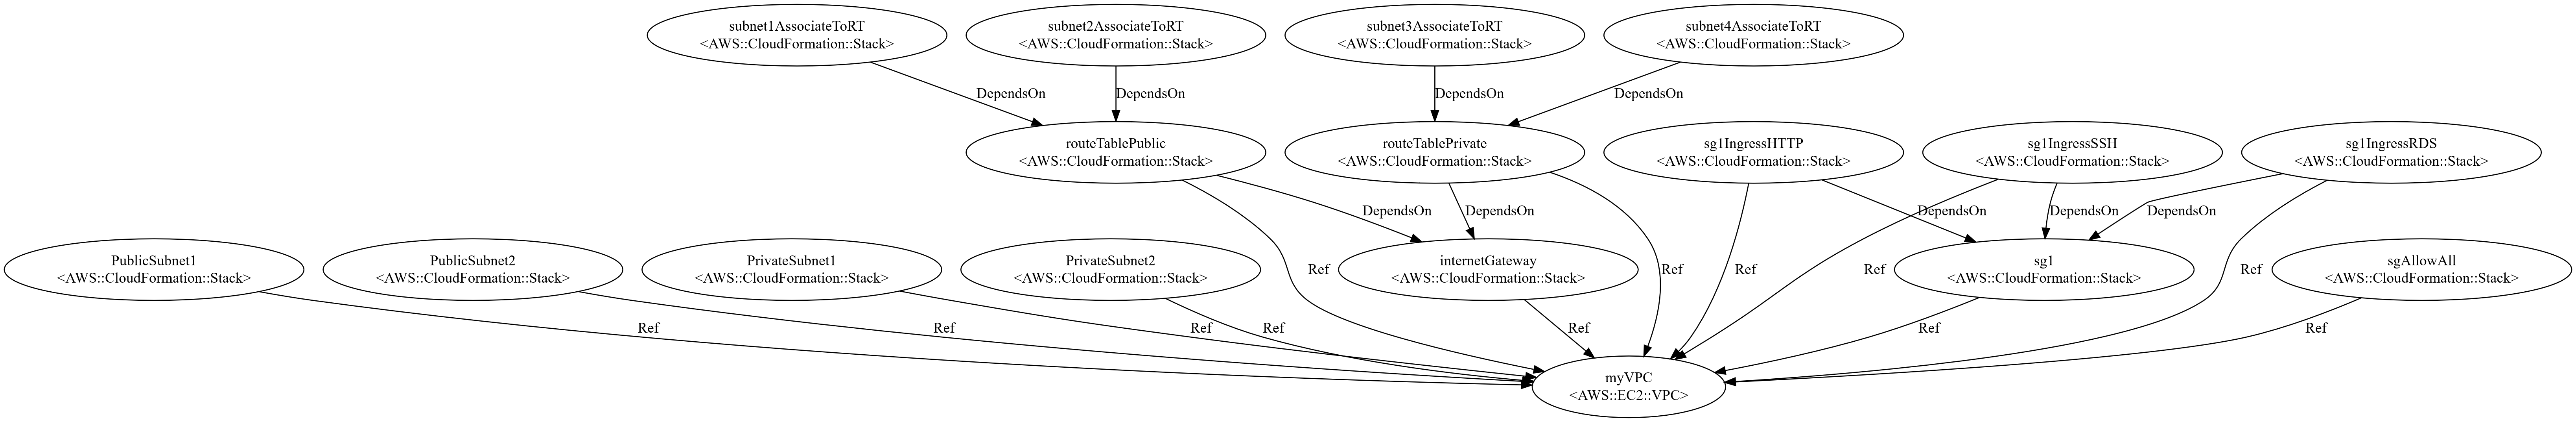 subnet1AssociateToRT
<AWS::CloudFormation::Stack>
subnet2AssociateToRT
<AWS::CloudFormation::Stack>
subnet3AssociateToRT
<AWS::CloudFormation::Stack>
subnet4AssociateToRT
<AWS::CloudFormation::Stack>
DependsOn
DependsOn
DependsOn
DependsOn
routeTablePublic
<AWS::CloudFormation::Stack>
routeTablePrivate
<AWS::CloudFormation::Stack>
sg1IngressHTTP
<AWS::CloudFormation::Stack>
sg1IngressSSH
<AWS::CloudFormation::Stack>
sg1IngressRDS
<AWS::CloudFormation::Stack>
DependsOn
DependsOn
DependsOn
DependsOn
DependsOn
PublicSubnet1
<AWS::CloudFormation::Stack>
PublicSubnet2
<AWS::CloudFormation::Stack>
PrivateSubnet1
<AWS::CloudFormation::Stack>
PrivateSubnet2
<AWS::CloudFormation::Stack>
Ref
internetGateway
<AWS::CloudFormation::Stack>
Ref
Ref
Ref
sg1
<AWS::CloudFormation::Stack>
Ref
sgAllowAll
<AWS::CloudFormation::Stack>
Ref
Ref
Ref
Ref
Ref
Ref
Ref
myVPC
<AWS::EC2::VPC>